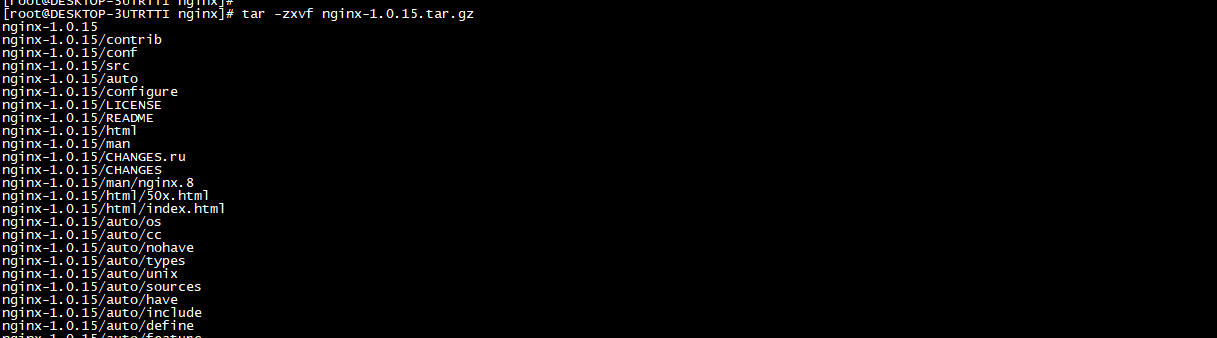 [root@DESKTOP-3UTRTTI nginx]#
[root@DESKTOP-3UTRTTI nginx]# tar -zxvf nginx-1.0.15.tar.gz
nginx-1.0.15
nginx-1.0.15/contrib
nginx-1.0.15/conf
nginx-1.0.15/src
nginx-1.0.15/auto
nginx-1.0.15/configure
nginx-1.0.15/LICENSE
nginx-1.0.15/README
nginx-1.0.15/html
nginx-1.0.15/man
nginx-1.0.15/CHANGES.ru
nginx-1.0.15/CHANGES
nginx-1.0.15/man/nginx.8
nginx-1.0.15/html/50x.html
nginx-1.0.15/html/index.html
nginx-1.0.15/auto/os
nginx-1.0.15/auto/cc
nginx-1.0.15/auto/nohave
nginx-1.0.15/auto/types
nginx-1.0.15/auto/unix
nginx-1.0.15/auto/sources
nginx-1.0.15/auto/have
nginx-1.0.15/auto/include
nginx-1.0.15/auto/define
nginx-1.0.15/auto/feature